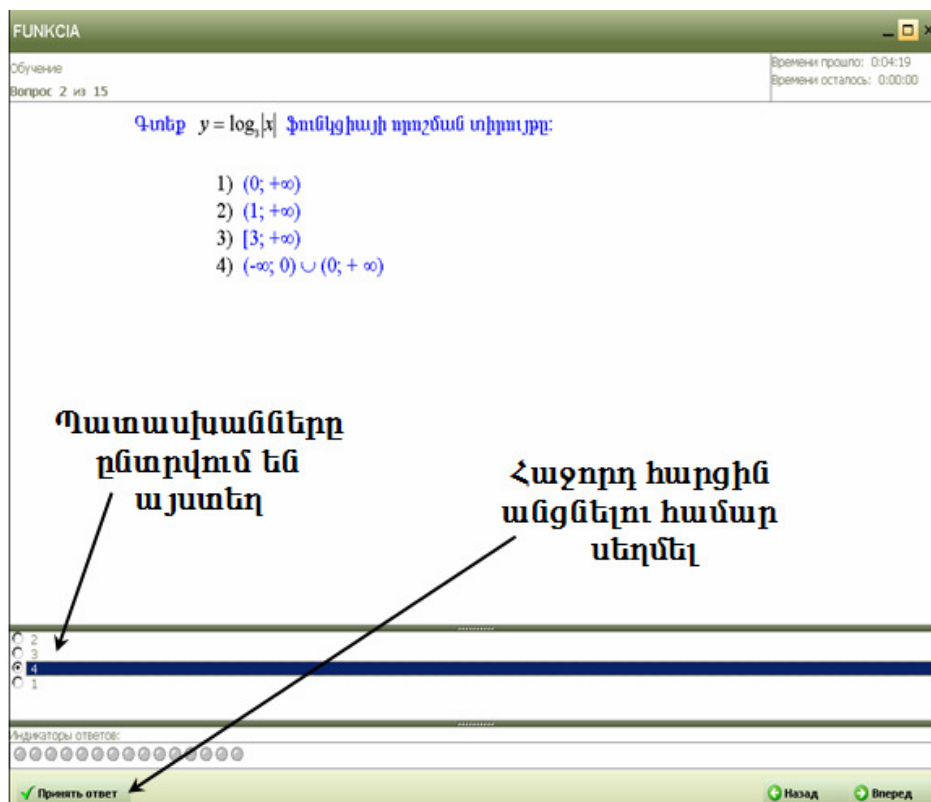 FUNKCIA
Обучение
Вопрос 2 из 15
Времени прошло: 0:04:19
Времени осталось: 0:00:00
Գտեք y = log₃|x| ֆունկցիայի որոշման տիրույթը:
1) (0; +∞)
2) (1; +∞)
3) [3; +∞)
4) (-∞; 0) ∪ (0; + ∞)
Պատասխանները
ընտրվում են
այստեղ
Հաջորդ հարցին
անցնելու համար
սեղմել
2
3
4
1
Индикаторы ответов:
Принять ответ
Назад
Вперед